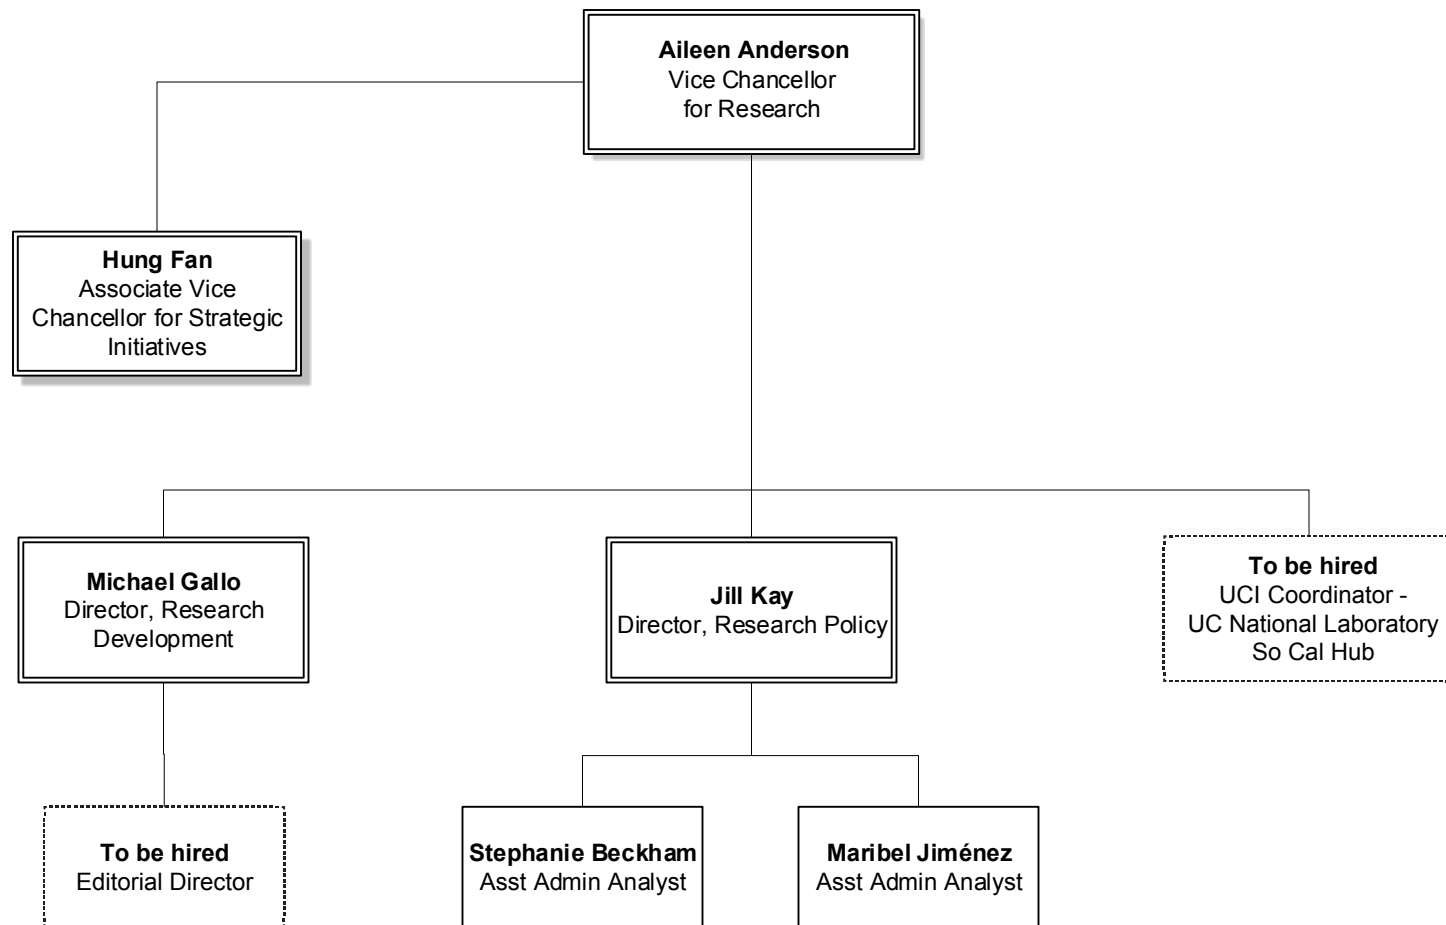 Aileen Anderson
Vice Chancellor
for Research
Hung Fan
Associate Vice
Chancellor for Strategic
Initiatives
Michael Gallo
Director, Research
Development
Jill Kay
Director, Research Policy
To be hired
UCI Coordinator -
UC National Laboratory
So Cal Hub
To be hired
Editorial Director
Stephanie Beckham
Asst Admin Analyst
Maribel Jiménez
Asst Admin Analyst